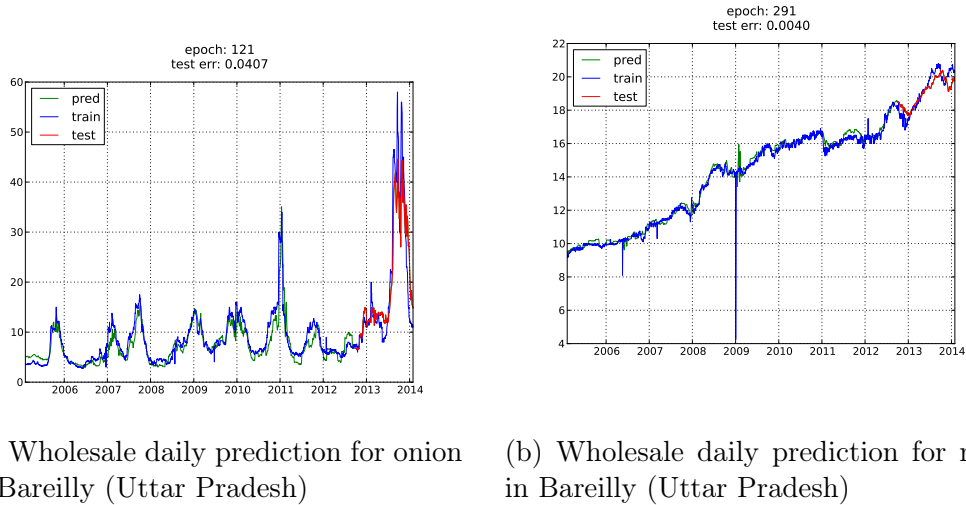 epoch: 121
test err: 0.0407
60
50
40
30
20
10
0
pred
train
test
2006 2007 2008 2009 2010 2011 2012 2013 2014
Wholesale daily prediction for onion
Bareilly (Uttar Pradesh)
epoch: 291
test err: 0.0040
22
20
18
16
14
12
10
8
6
4
pred
train
test
2006 2007 2008 2009 2010 2011 2012 2013 2014
(b) Wholesale daily prediction for
in Bareilly (Uttar Pradesh)